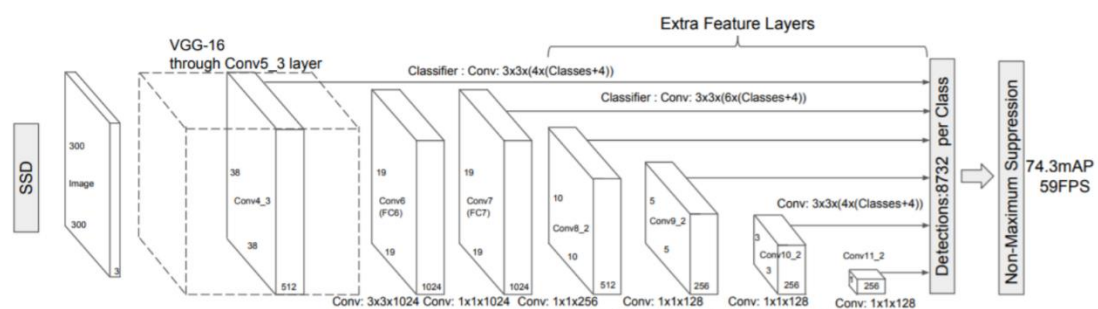 Extra Feature Layers
VGG-16
through Conv5_3 layer
Classifier : Conv: 3x3x(4x(Classes+4))
Classifier : Conv: 3x3x(6x(Classes+4))
SSD
300
Image
300
3
38
Conv4_3
38
512
19
Conv6
(FC6)
19
1024
19
Conv7
(FC7)
19
1024
10
Conv8_2
10
512
5
Conv9_2
5
256
Conv: 3x3x(4x(Classes+4))
3
Conv10_2
3
256
Conv11_2
256
Conv: 3x3x1024
Conv: 1x1x1024
Conv: 1x1x256
Conv: 1x1x128
Conv: 1x1x128
Conv: 1x1x128
Detections:8732 per Class
Non-Maximum Suppression
74.3mAP
59FPS